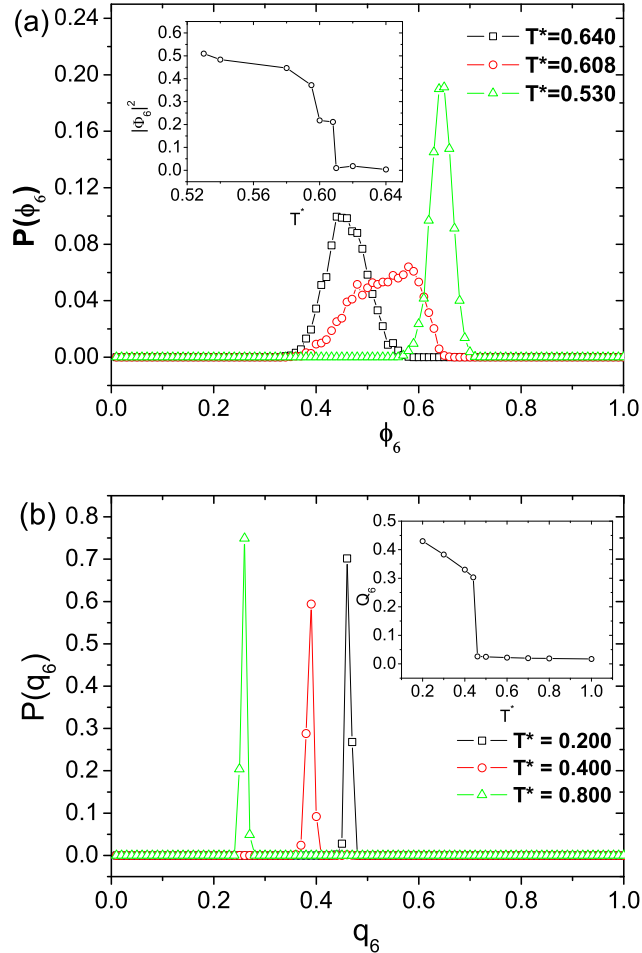 (a)
T*=0.640
T*=0.608
T*=0.530
0.5
0.4
0.3
0.2
0.1
0.0
|Φ₆|²
0.52 0.56 0.60 0.64
T*
0.20
0.16
0.12
0.08
0.04
0.00
P(ϕ₆)
0.0 0.2 0.4 0.6 0.8 1.0
ϕ₆
(b)
0.8
0.7
0.6
0.5
0.4
0.3
0.2
0.1
0.0
P(q₆)
0.5
0.4
0.3
0.2
0.1
0.0
Q₆
0.2 0.4 0.6 0.8 1.0
T*
T* = 0.200
T* = 0.400
T* = 0.800
0.0 0.2 0.4 0.6 0.8 1.0
q₆